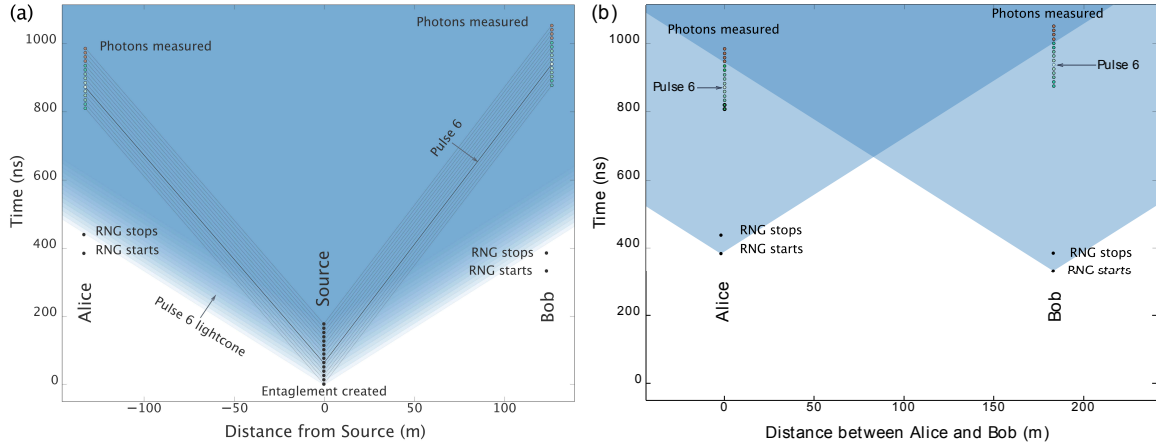 (a)
Photons measured
Photons measured
1000
800
600
400
200
0
Time (ns)
Pulse 6
RNG stops
RNG starts
RNG stops
RNG starts
Alice
Source
Bob
Pulse 6 lightcone
Entaglement created
−100
−50
0
50
100
Distance from Source (m)
(b)
Photons measured
Photons measured
1000
800
600
400
200
0
Time (ns)
Pulse 6
Pulse 6
RNG stops
RNG starts
RNG stops
RNG starts
Alice
Bob
0
50
100
150
200
Distance between Alice and Bob (m)